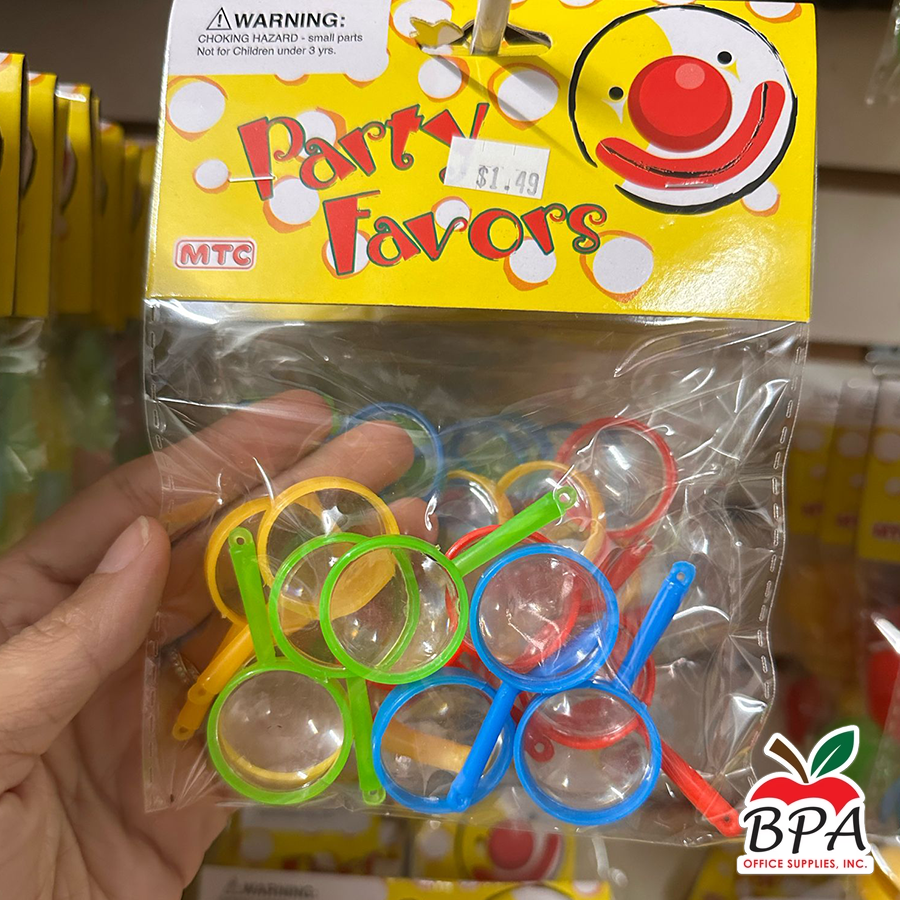 WARNING:
CHOKING HAZARD - small parts
Not for Children under 3 yrs.
Party
$1.49
Favors
MTC
MTC
BPA
OFFICE SUPPLIES, INC.
WARNING: